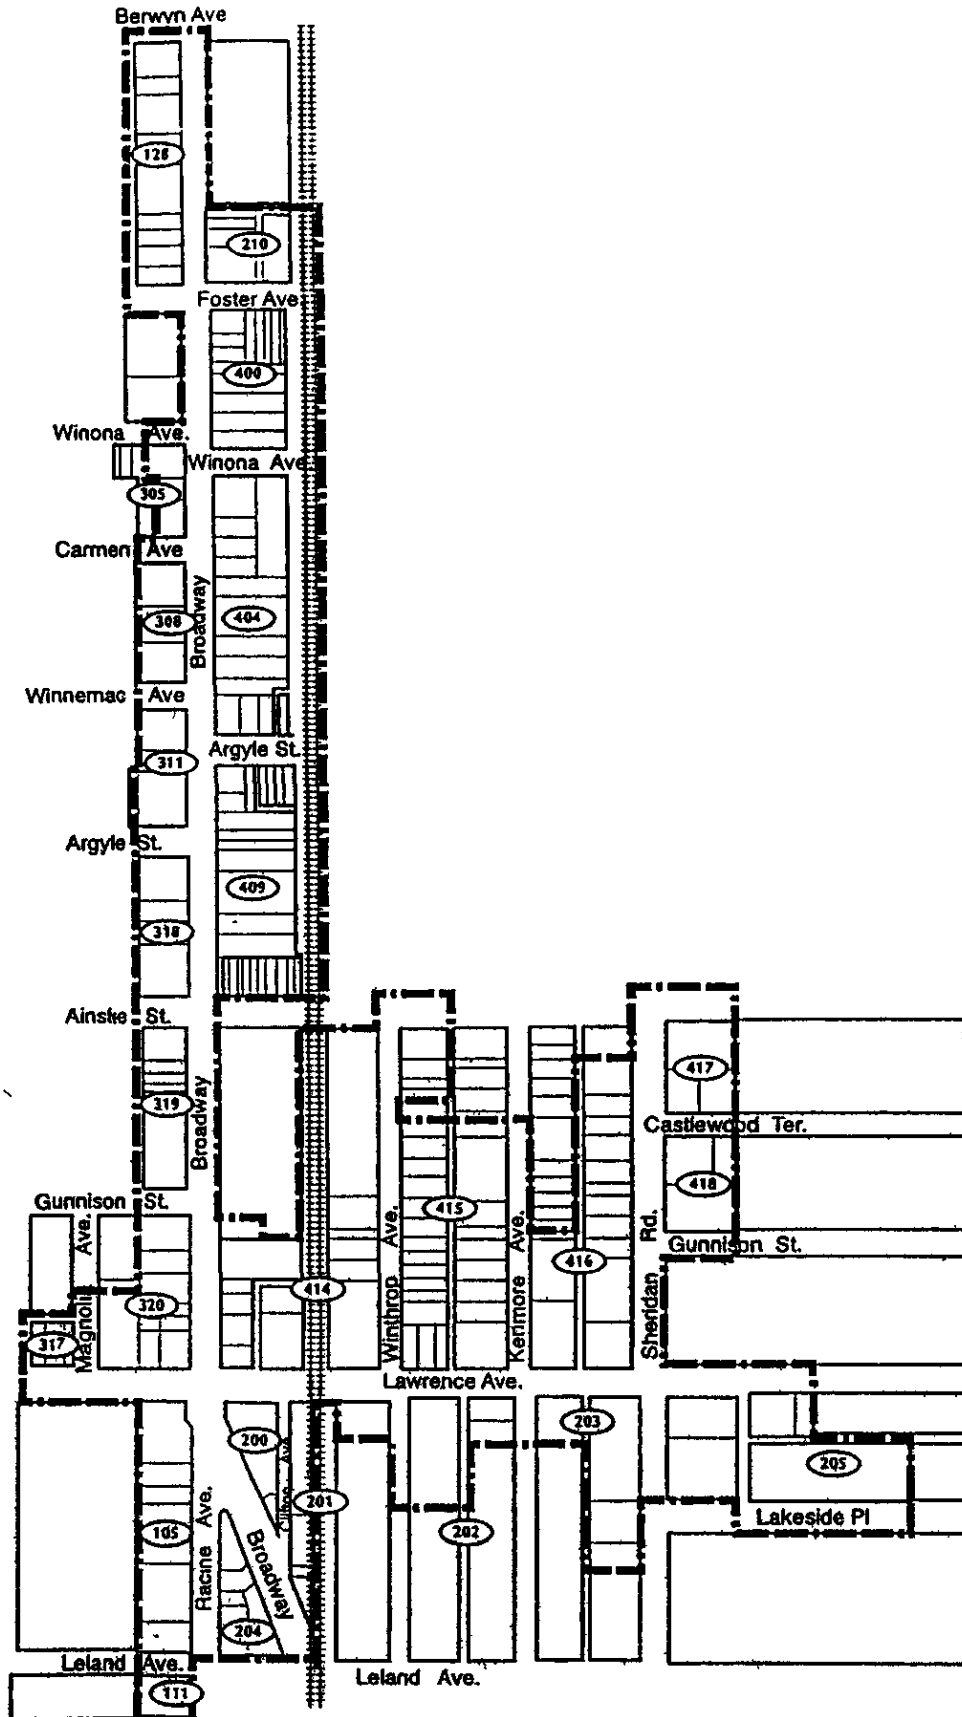 Berwyn Ave
126
210
Foster Ave.
400
Winona Ave.
Winona Ave
305
Carmen Ave
Broadway
308
404
Winnemac Ave
Argyle St.
311
Argyle St.
409
318
Ainslie St.
417
319
Broadway
Castlewood Ter.
418
Gunnison St.
415
Magnolia Ave.
Winthrop Ave.
Kenmore Ave.
Sheridan Rd.
Gunnison St.
416
414
320
317
Lawrence Ave.
203
200
Clifton Ave
205
201
Lakeside Pl
105
Racine Ave.
Broadway
202
204
Leland Ave.
Leland Ave.
111